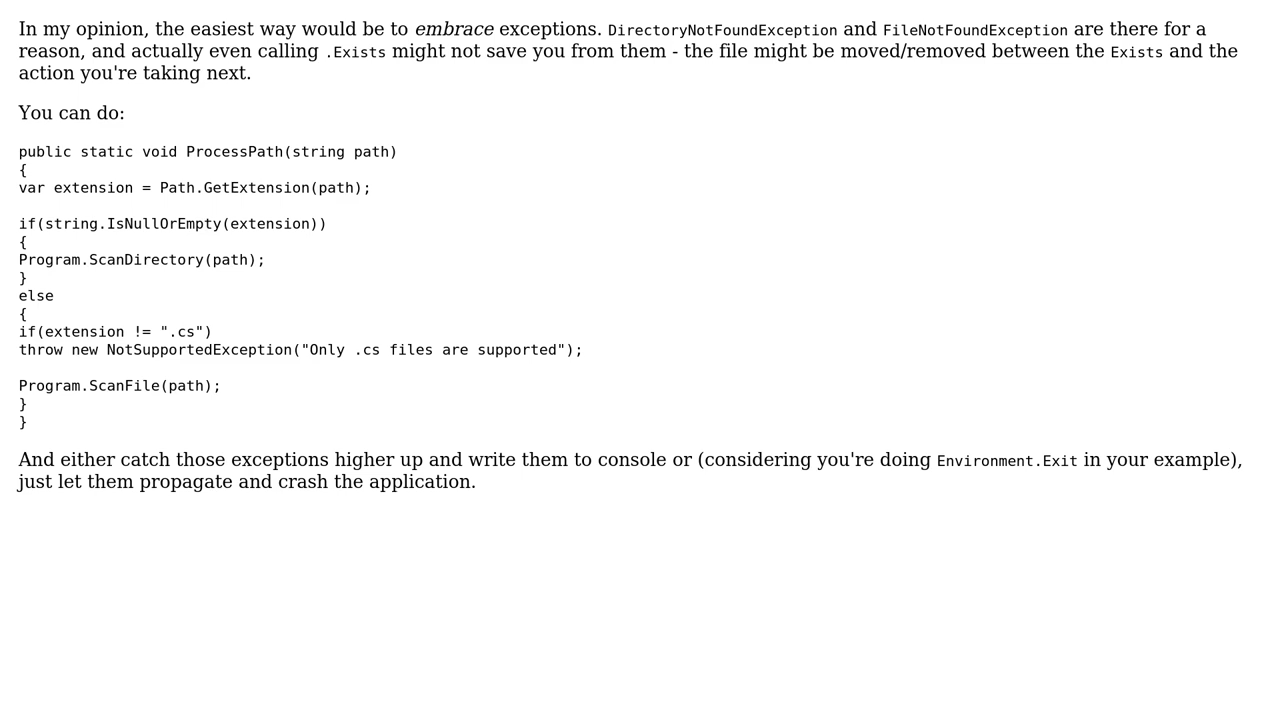 In my opinion, the easiest way would be to embrace exceptions. DirectoryNotFoundException and FileNotFoundException are there for a
reason, and actually even calling .Exists might not save you from them - the file might be moved/removed between the Exists and the
action you're taking next.
You can do:
public static void ProcessPath(string path)
{
var extension = Path.GetExtension(path);
if(string.IsNullOrEmpty(extension))
{
Program.ScanDirectory(path);
}
else
{
if(extension != ".cs")
throw new NotSupportedException("Only .cs files are supported");
Program.ScanFile(path);
}
}
And either catch those exceptions higher up and write them to console or (considering you're doing Environment.Exit in your example),
just let them propagate and crash the application.